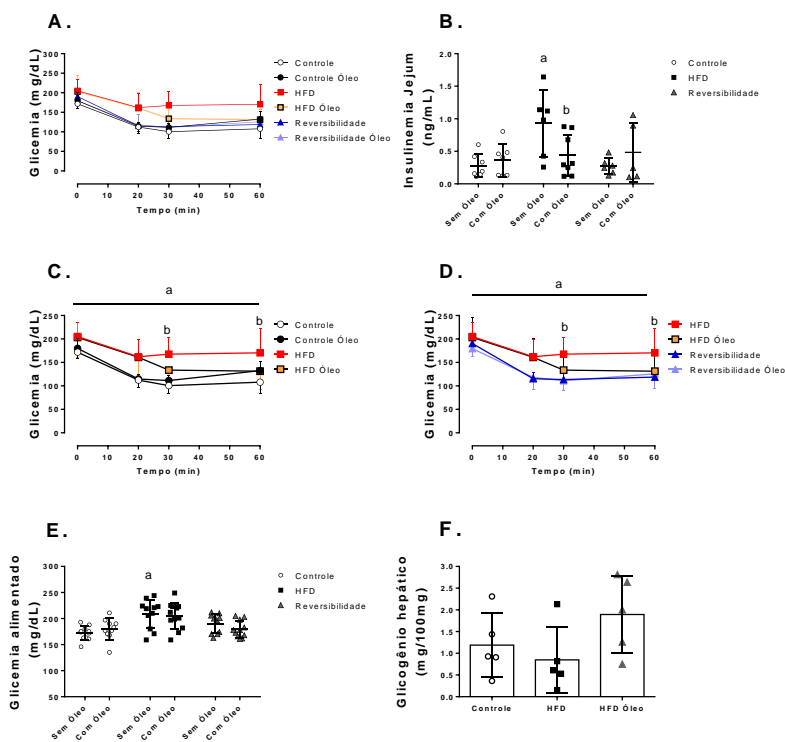 A.
Glicemia (mg/dL)
300
250
200
150
100
50
0
0 10 20 30 40 50 60
Tempo (min)
Controle
Controle Óleo
HFD
HFD Óleo
Reversibilidade
Reversibilidade Óleo
B.
Insulinemia Jejum
(ng/mL)
2.0
1.5
1.0
0.5
0.0
a
b
Sem Óleo
Com Óleo
Sem Óleo
Com Óleo
Sem Óleo
Com Óleo
Controle
HFD
Reversibilidade
C.
a
Glicemia (mg/dL)
250
200
150
100
50
0
b
b
0 10 20 30 40 50 60
Tempo (min)
Controle
Controle Óleo
HFD
HFD Óleo
D.
a
Glicemia (mg/dL)
250
200
150
100
50
0
b
b
0 10 20 30 40 50 60
Tempo (min)
HFD
HFD Óleo
Reversibilidade
Reversibilidade Óleo
E.
Glicemia alimentado
(mg/dL)
300
250
200
150
100
50
a
Sem Óleo
Com Óleo
Sem Óleo
Com Óleo
Sem Óleo
Com Óleo
Controle
HFD
Reversibilidade
F.
Glicogênio hepático
(mg/100mg)
3.0
2.5
2.0
1.5
1.0
0.5
0.0
Controle
HFD
HFD Óleo